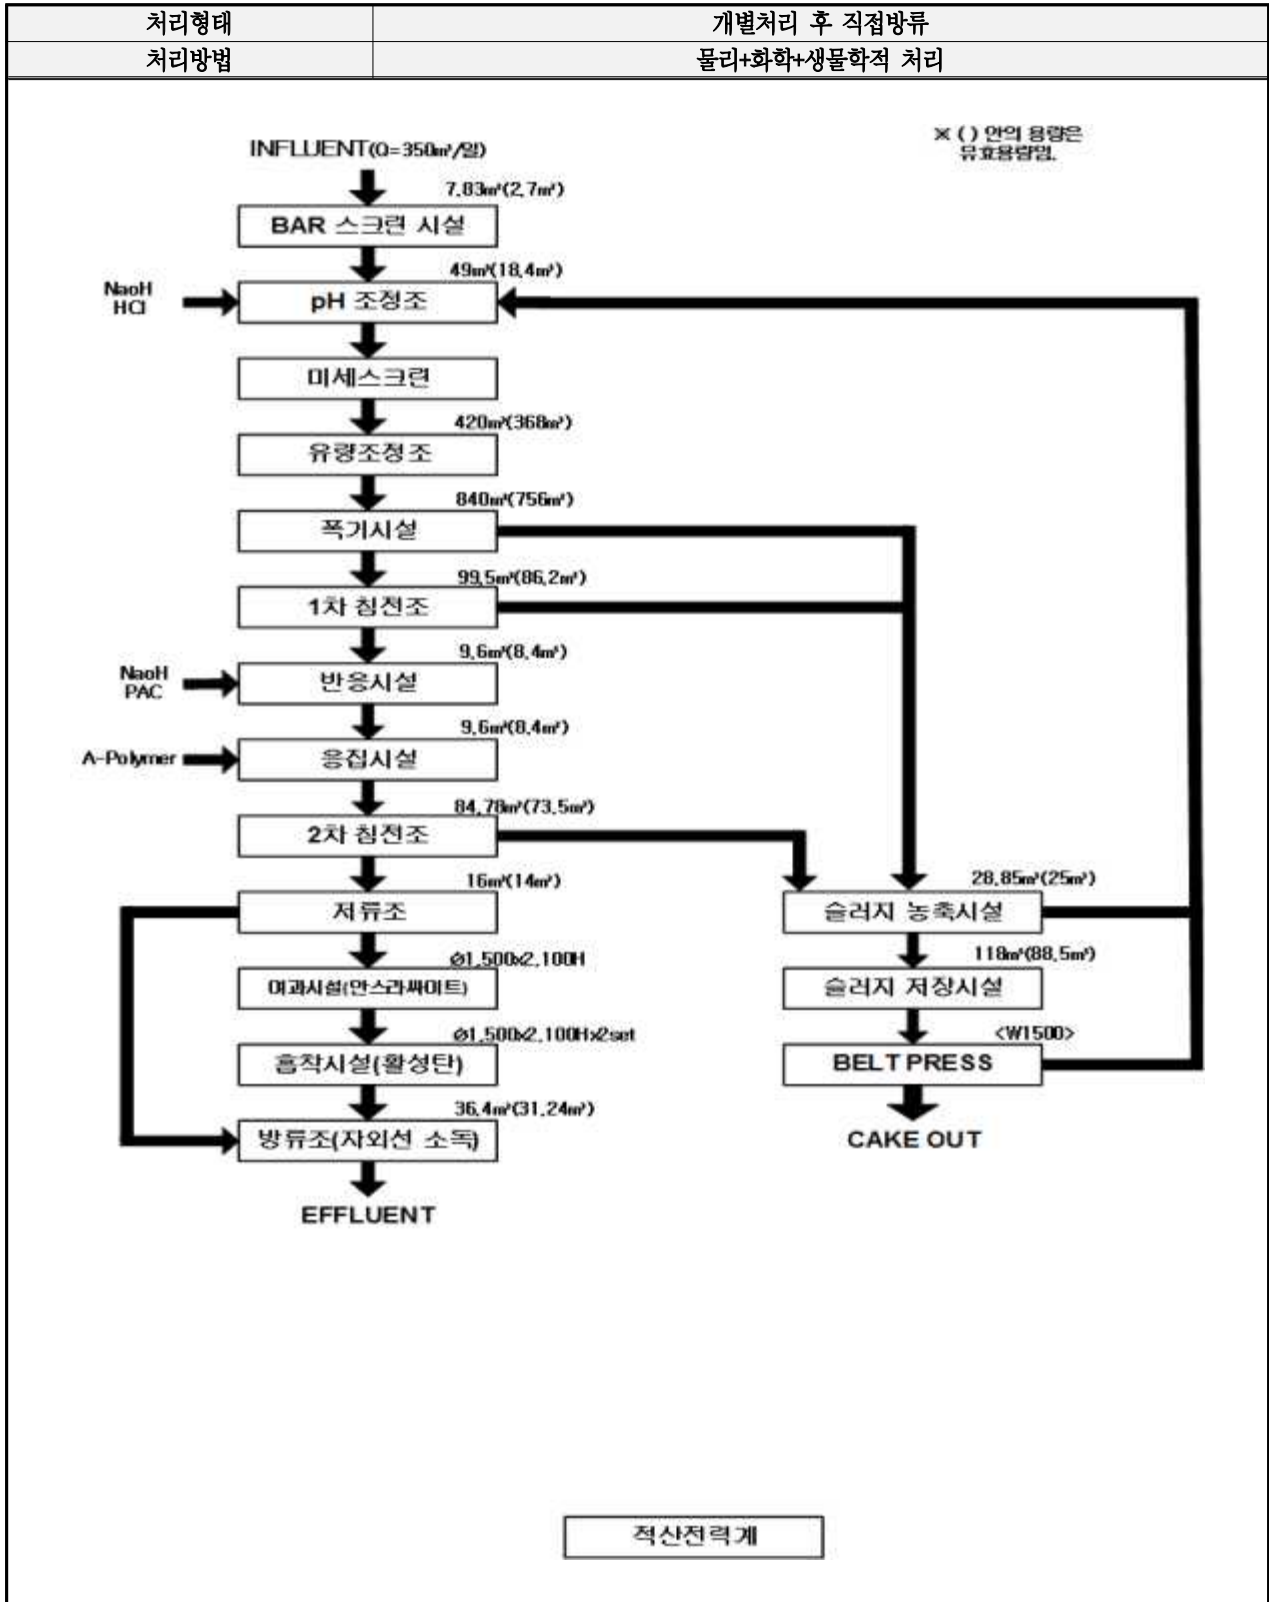 처리형태 개별처리 후 직접방류
처리방법 물리+화학+생물학적 처리
※ ( ) 안의 용량은
유효용량임.
INFLUENT(Q=350m³/일)
7.83m³(2.7m³)
BAR 스크린 시설
49m³(18.4m³)
NaoH
HCl
pH 조정조
미세스크린
420m³(368m³)
유량조정조
840m³(756m³)
폭기시설
99.5m³(86.2m³)
1차 침전조
9.6m³(8.4m³)
NaoH
PAC
반응시설
9.6m³(8.4m³)
A-Polymer
응집시설
84.78m³(73.5m³)
2차 침전조
16m³(14m³)
28.85m³(25m³)
저류조
슬러지 농축시설
Ø1,500x2,100H
118m³(88.5m³)
여과시설(안스라싸이트)
슬러지 저장시설
Ø1,500x2,100Hx2set
<W1500>
흡착시설(활성탄)
BELT PRESS
36.4m³(31.24m³)
방류조(자외선 소독)
CAKE OUT
EFFLUENT
적산전력계